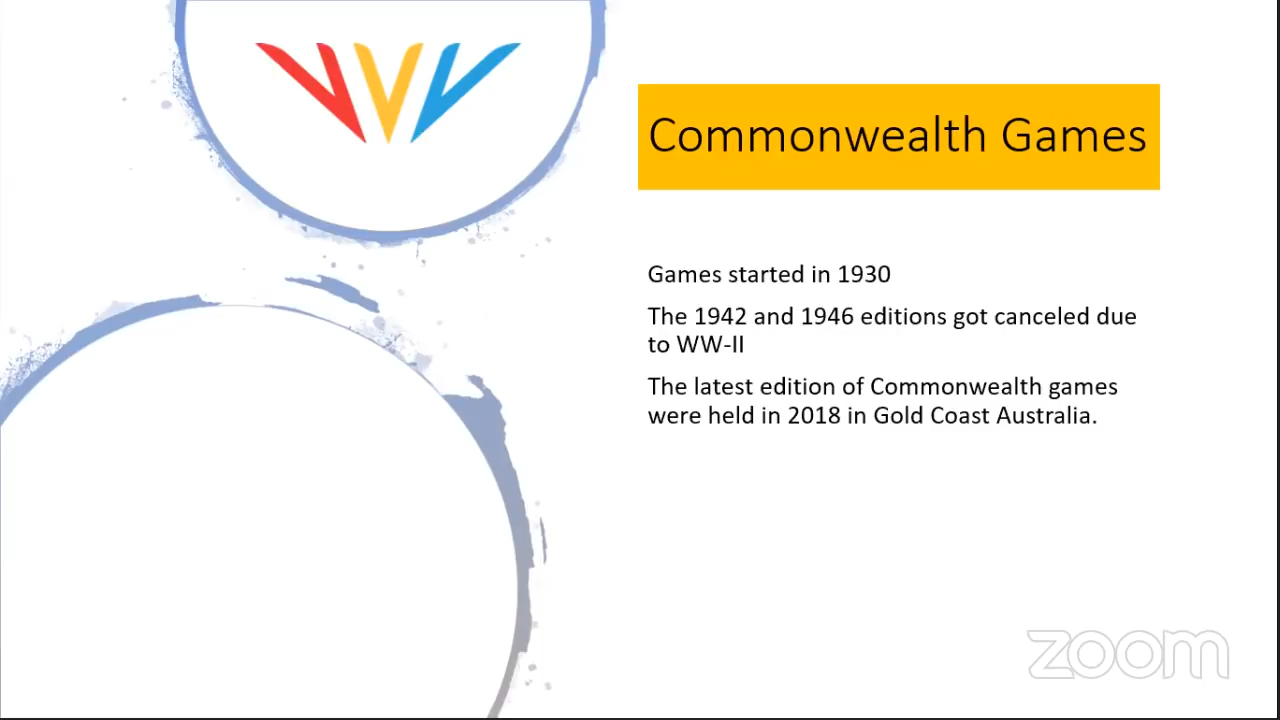 Commonwealth Games
Games started in 1930
The 1942 and 1946 editions got canceled due
to WW-II
The latest edition of Commonwealth games
were held in 2018 in Gold Coast Australia.
zoom